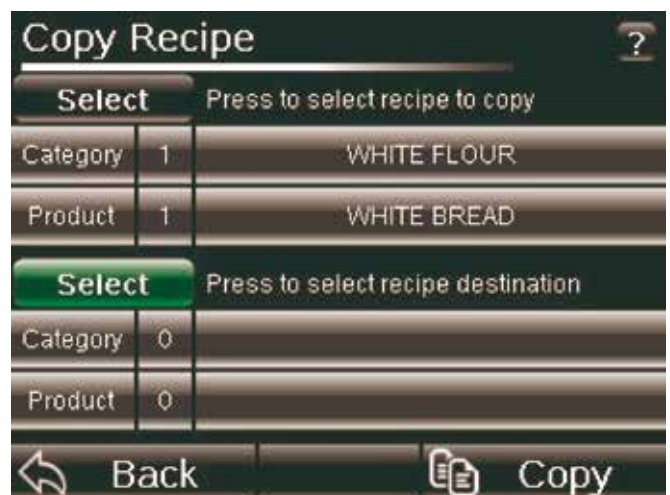 Copy Recipe ?
Select Press to select recipe to copy
Category 1 WHITE FLOUR
Product 1 WHITE BREAD
Select Press to select recipe destination
Category 0
Product 0
Back Copy